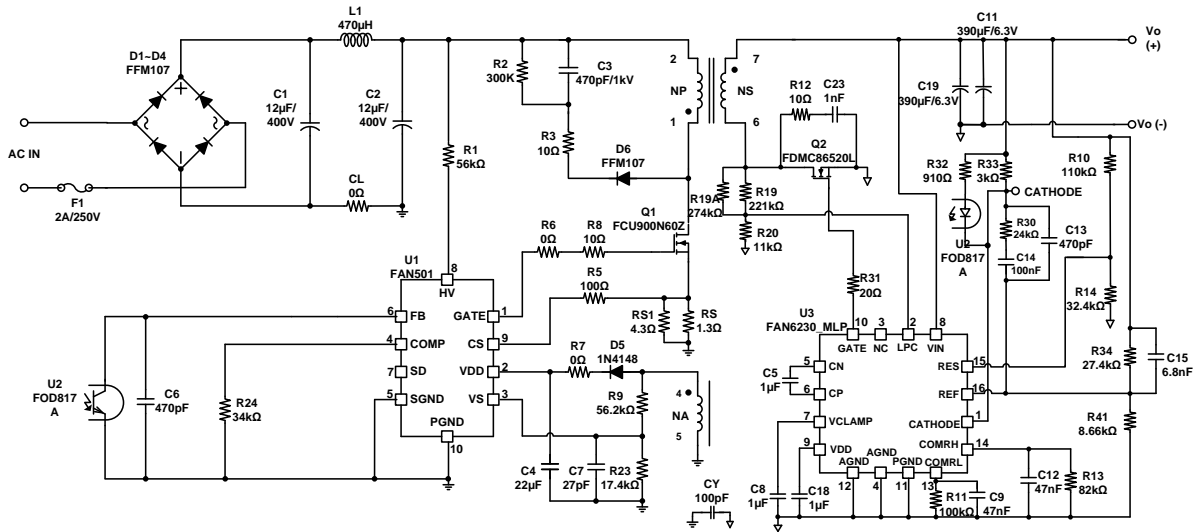 L1
470µH
D1~D4
FFM107
AC IN
F1
2A/250V
C1
12µF/
400V
C2
12µF/
400V
CL
0Ω
R1
56kΩ
R2
300K
C3
470pF/1kV
R3
10Ω
D6
FFM107
2
NP
1
7
NS
6
R12
10Ω
C23
1nF
Q2
FDMC86520L
R19A
274kΩ
R19
221kΩ
R20
11kΩ
C11
390µF/6.3V
C19
390µF/6.3V
Vo
(+)
Vo (-)
R32
910Ω
R33
3kΩ
CATHODE
R10
110kΩ
U2
FOD817
A
R30
24kΩ
C14
100nF
C13
470pF
R14
32.4kΩ
R34
27.4kΩ
C15
6.8nF
R41
8.66kΩ
Q1
FCU900N60Z
R6
0Ω
R8
10Ω
R5
100Ω
RS1
4.3Ω
RS
1.3Ω
U1
FAN501
8
HV
6
FB
GATE
1
4
COMP
CS
9
7
SD
VDD
2
5
SGND
VS
3
PGND
10
U2
FOD817
A
C6
470pF
R24
34kΩ
R7
0Ω
D5
1N4148
R9
56.2kΩ
4
NA
5
C4
22µF
C7
27pF
R23
17.4kΩ
CY
100pF
R31
20Ω
U3
FAN6230_MLP
10
3
2
8
GATE
NC
LPC
VIN
5
CN
RES
15
C5
1µF
6
CP
REF
16
7
VCLAMP
CATHODE
1
9
VDD
COMRH
14
AGND
AGND
PGND
COMRL
12
4
11
13
C8
1µF
C18
1µF
R11
100kΩ
C9
47nF
C12
47nF
R13
82kΩ